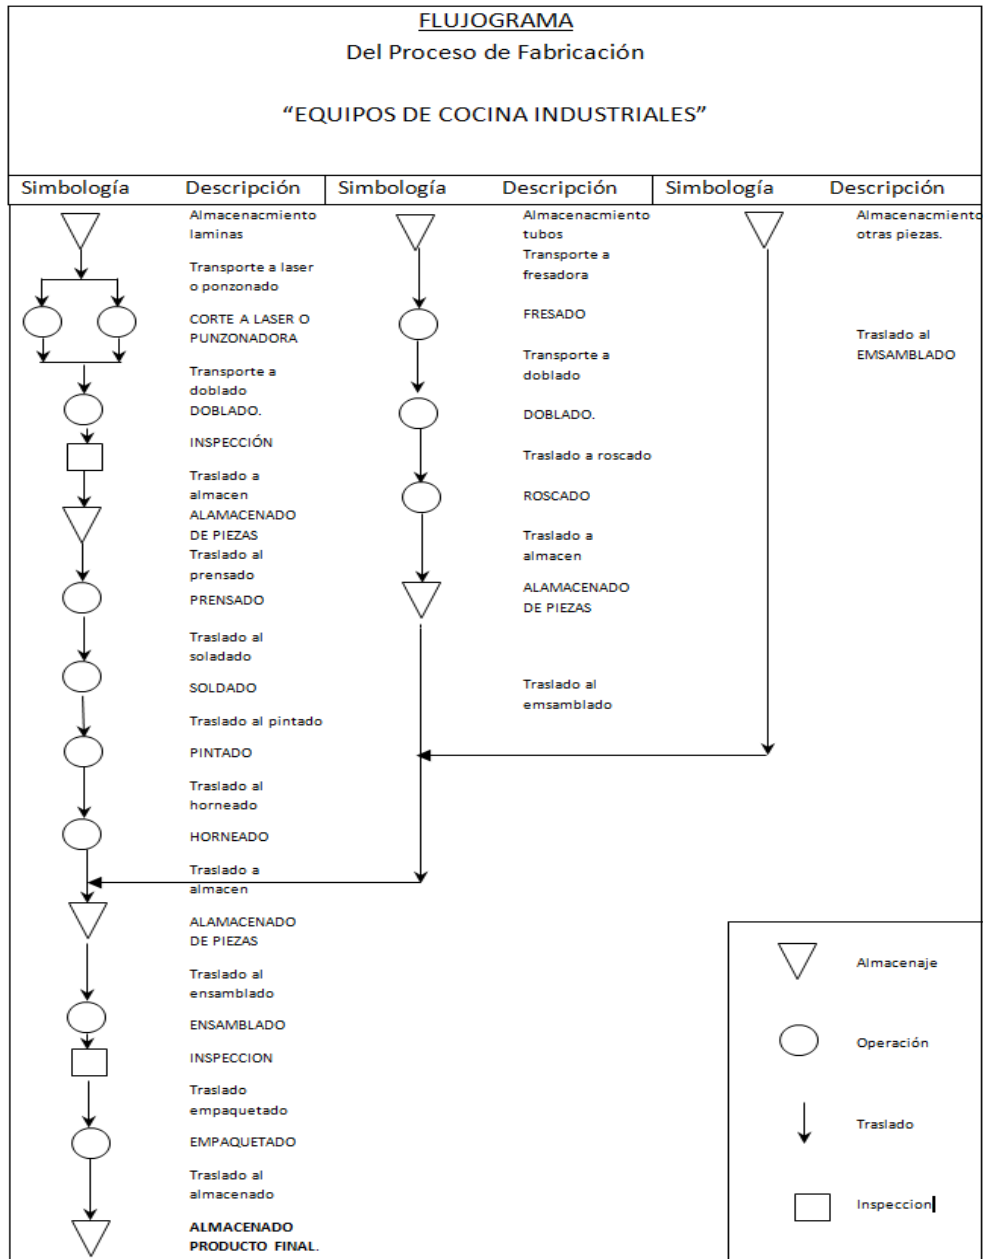 FLUJOGRAMA
Del Proceso de Fabricación
“EQUIPOS DE COCINA INDUSTRIALES”
Simbología
Descripción
Simbología
Descripción
Simbología
Descripción
Almacenacmiento
laminas
Transporte a laser
o ponzonado
CORTE A LASER O
PUNZONADORA
Transporte a
doblado
DOBLADO.
INSPECCIÓN
Traslado a
almacen
ALAMACENADO
DE PIEZAS
Traslado al
prensado
PRENSADO
Traslado al
soladado
SOLDADO
Traslado al pintado
PINTADO
Traslado al
horneado
HORNEADO
Traslado a
almacen
ALAMACENADO
DE PIEZAS
Traslado al
ensamblado
ENSAMBLADO
INSPECCION
Traslado
empaquetado
EMPAQUETADO
Traslado al
almacenado
ALMACENADO
PRODUCTO FINAL.
Almacenacmiento
tubos
Transporte a
fresadora
FRESADO
Transporte a
doblado
DOBLADO.
Traslado a roscado
ROSCADO
Traslado a
almacen
ALAMACENADO
DE PIEZAS
Traslado al
emsamblado
Almacenacmiento
otras piezas.
Traslado al
EMSAMBLADO
Almacenaje
Operación
Traslado
Inspeccion